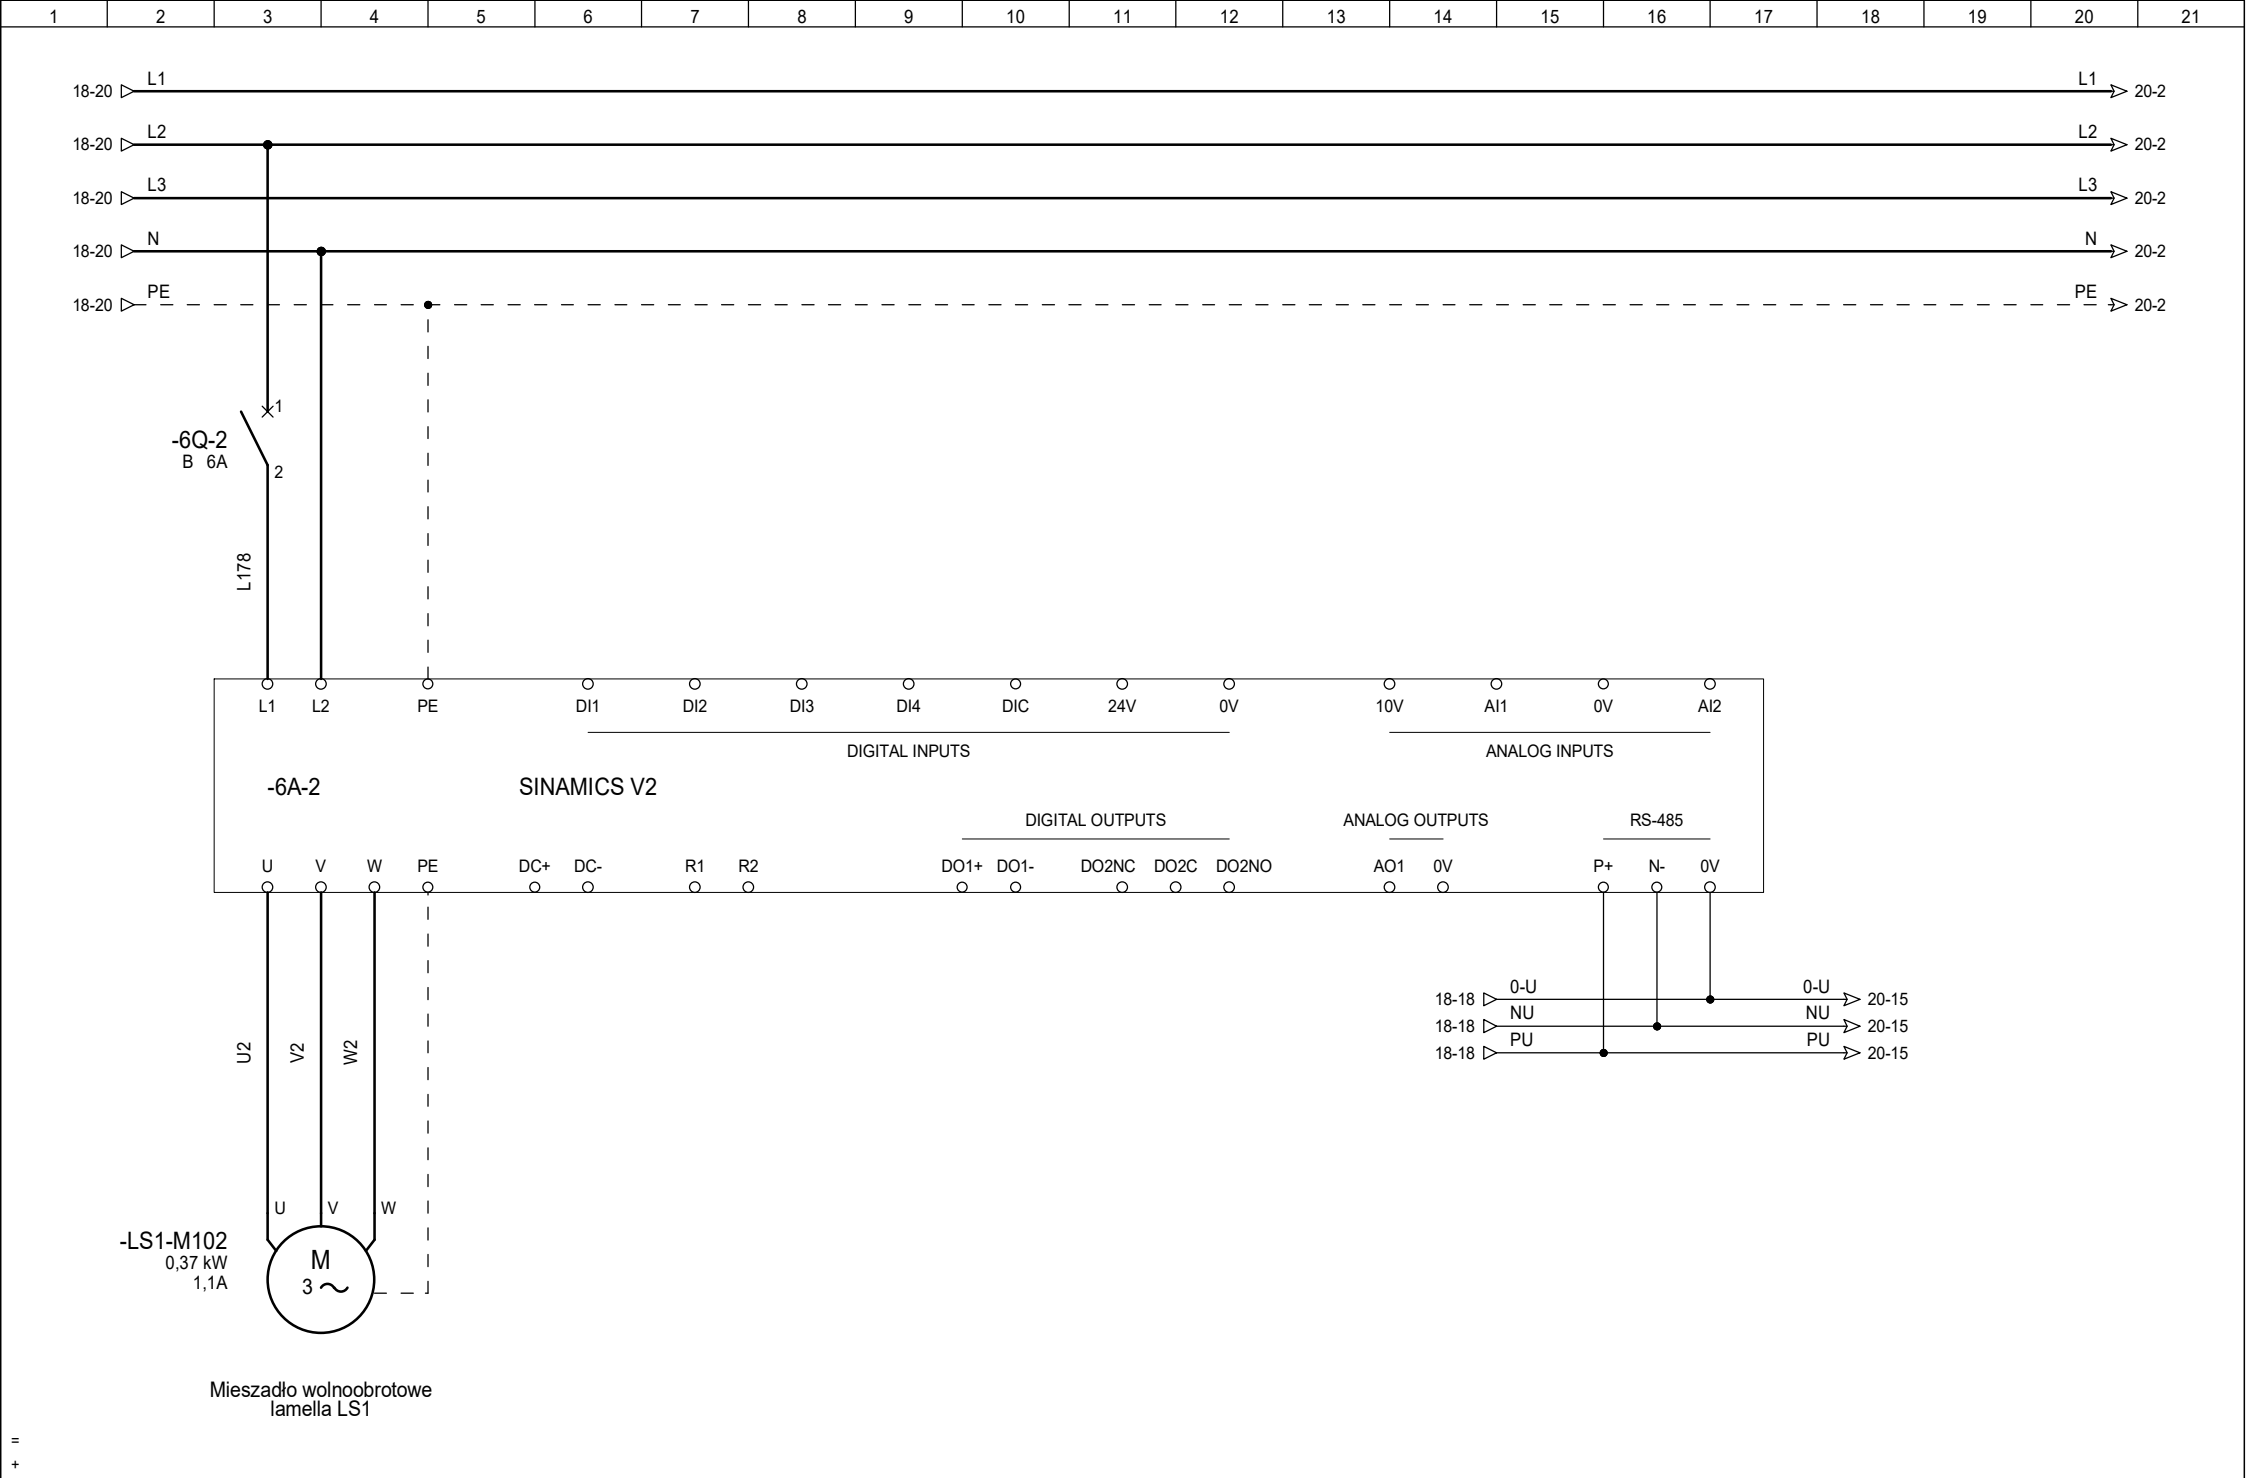 1 2 3 4 5 6 7 8 9 10 11 12 13 14 15 16 17 18 19 20 21
18-20 L1 L1 20-2
18-20 L2 L2 20-2
18-20 L3 L3 20-2
18-20 N N 20-2
18-20 PE PE 20-2
1
-6Q-2
B 6A
2
L178
L1 L2 PE DI1 DI2 DI3 DI4 DIC 24V 0V 10V AI1 0V AI2
DIGITAL INPUTS ANALOG INPUTS
-6A-2 SINAMICS V2
DIGITAL OUTPUTS ANALOG OUTPUTS RS-485
U V W PE DC+ DC- R1 R2 DO1+ DO1- DO2NC DO2C DO2NO AO1 0V P+ N- 0V
18-18 0-U 0-U 20-15
18-18 NU NU 20-15
18-18 PU PU 20-15
U2 V2 W2
U V W
-LS1-M102
0,37 kW
1,1A
M
3 ~
Mieszadło wolnoobrotowe
lamella LS1
=
+